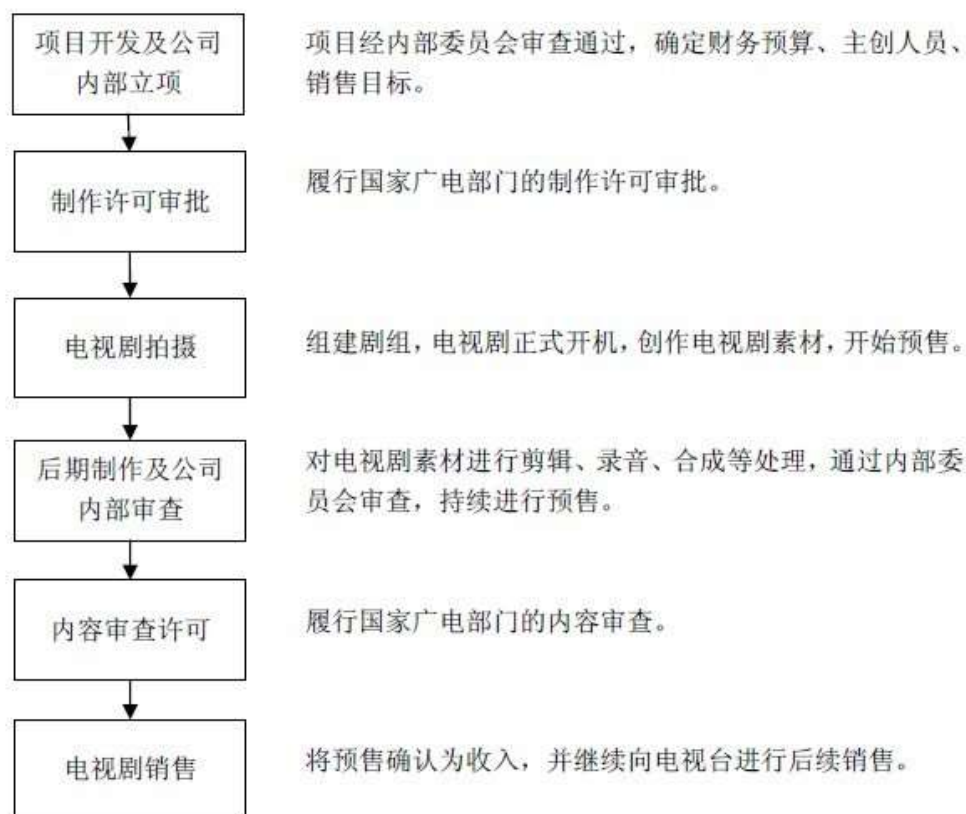 项目开发及公司
内部立项
项目经内部委员会审查通过，确定财务预算、主创人员、
销售目标。
制作许可审批
履行国家广电部门的制作许可审批。
电视剧拍摄
组建剧组，电视剧正式开机，创作电视剧素材，开始预售。
后期制作及公司
内部审查
对电视剧素材进行剪辑、录音、合成等处理，通过内部委
员会审查，持续进行预售。
内容审查许可
履行国家广电部门的内容审查。
电视剧销售
将预售确认为收入，并继续向电视台进行后续销售。